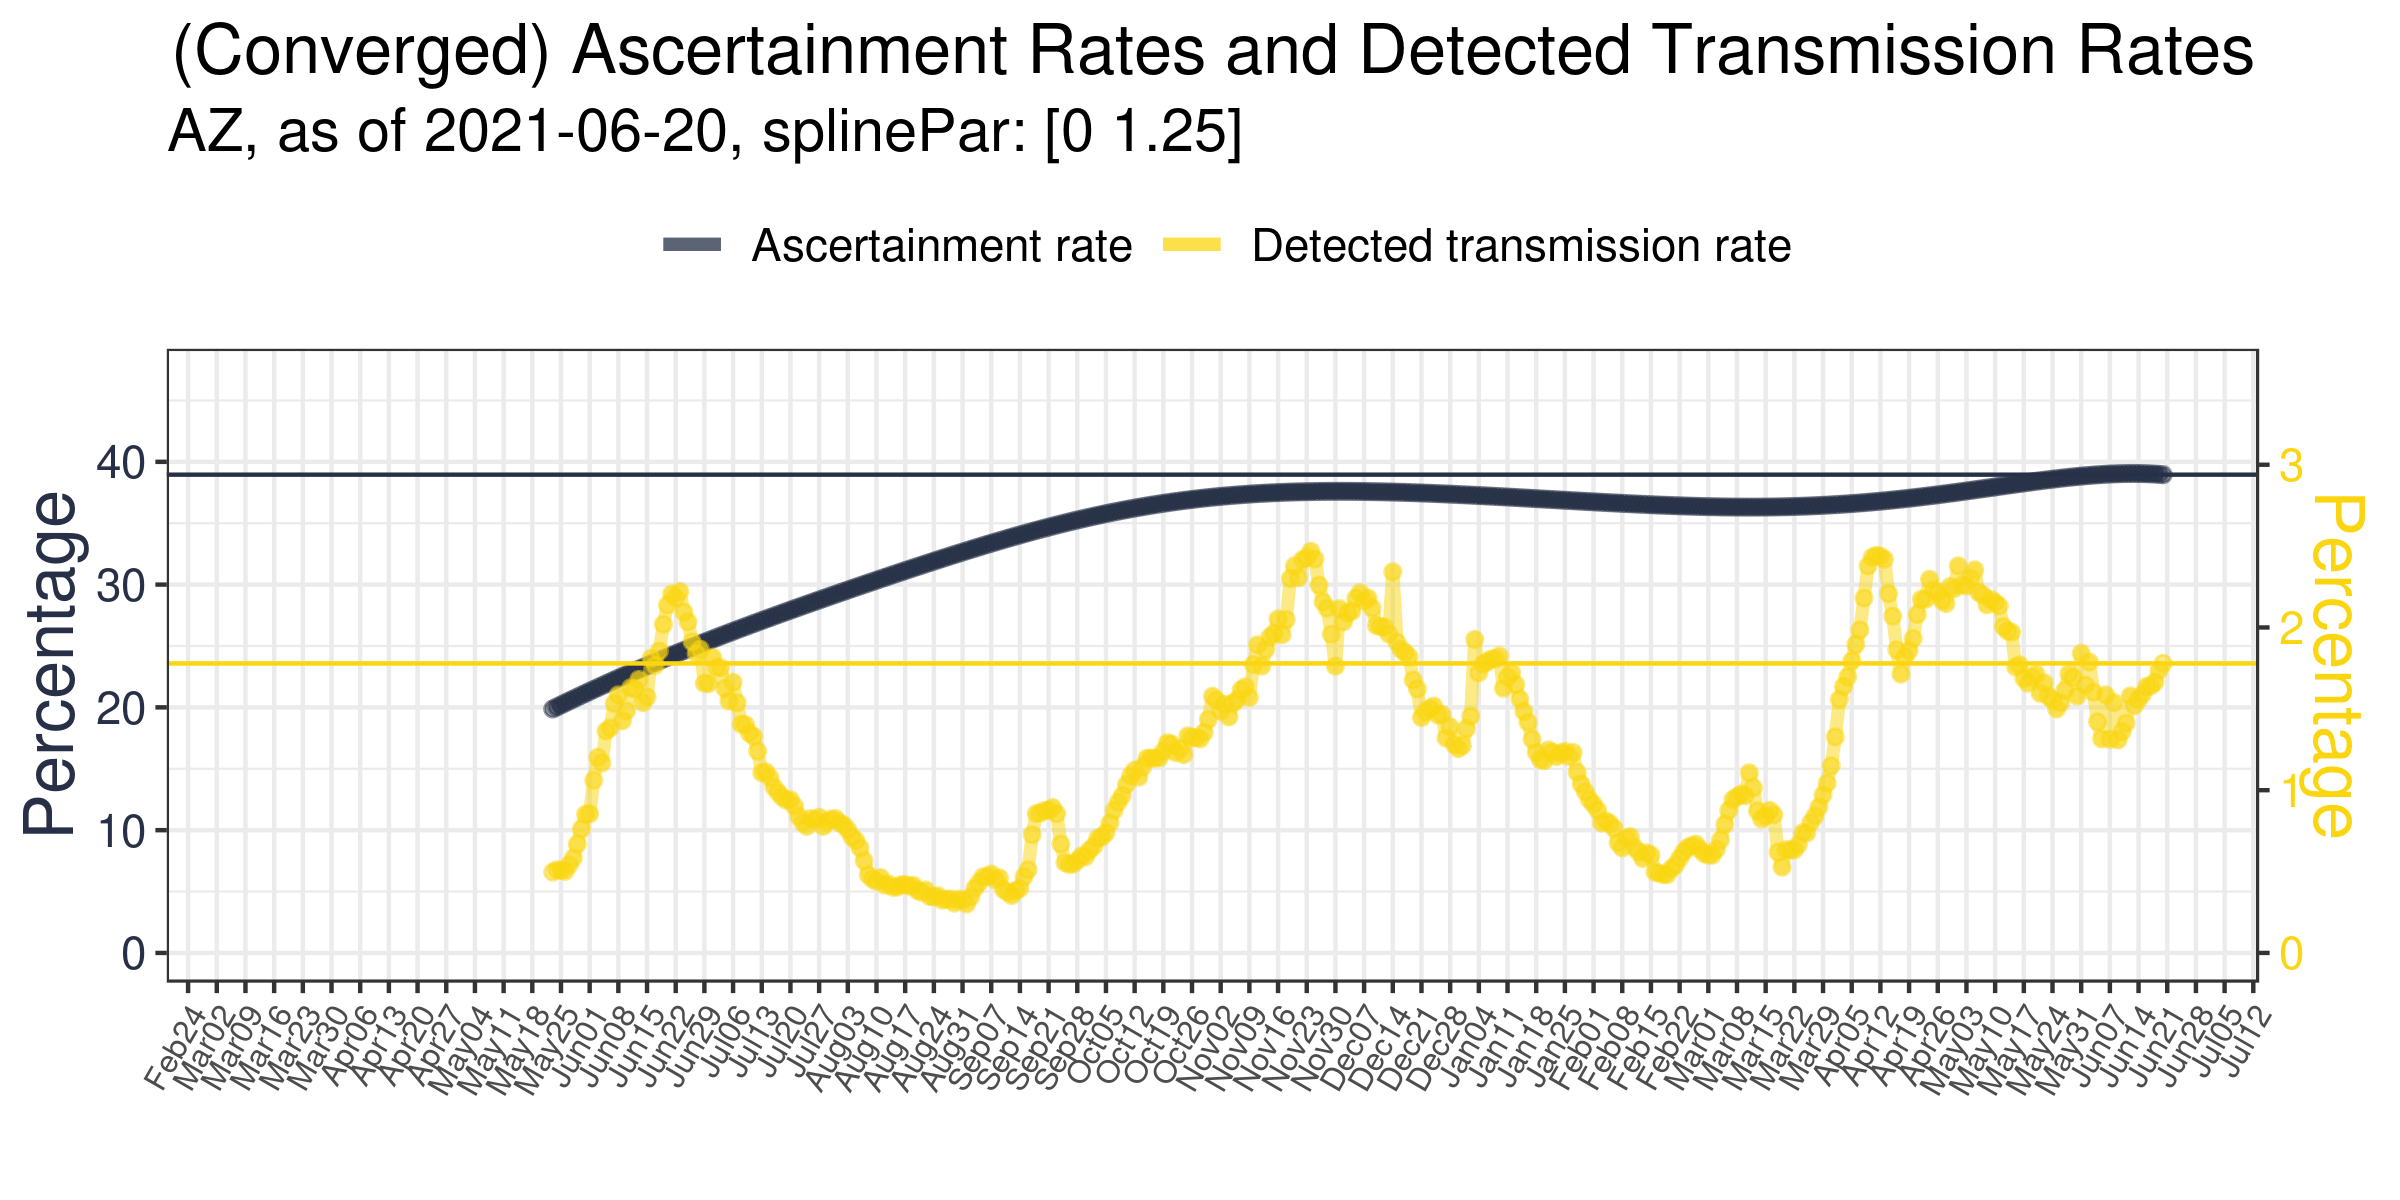 (Converged) Ascertainment Rates and Detected Transmission Rates
AZ, as of 2021-06-20, splinePar: [0 1.25]
Ascertainment rate
Detected transmission rate
Percentage
40
30
20
10
0
3
2
1
0
Percentage
Feb24
Mar02
Mar09
Mar16
Mar23
Mar30
Apr06
Apr13
Apr20
Apr27
May04
May11
May18
May25
Jun01
Jun08
Jun15
Jun22
Jun29
Jul06
Jul13
Jul20
Jul27
Aug03
Aug10
Aug17
Aug24
Aug31
Sep07
Sep14
Sep21
Sep28
Oct05
Oct12
Oct19
Oct26
Nov02
Nov09
Nov16
Nov23
Nov30
Dec07
Dec14
Dec21
Dec28
Jan04
Jan11
Jan18
Jan25
Feb01
Feb08
Feb15
Feb22
Mar01
Mar08
Mar15
Mar22
Mar29
Apr05
Apr12
Apr19
Apr26
May03
May10
May17
May24
May31
Jun07
Jun14
Jun21
Jun28
Jul05
Jul12